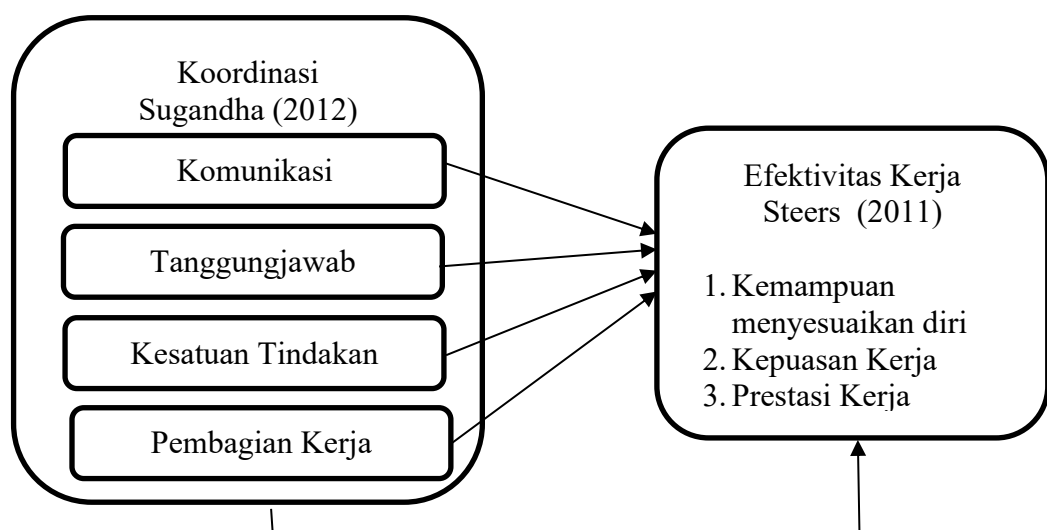 Koordinasi
Sugandha (2012)
Komunikasi
Tanggungjawab
Kesatuan Tindakan
Pembagian Kerja
Efektivitas Kerja
Steers (2011)
1. Kemampuan
menyesuaikan diri
2. Kepuasan Kerja
3. Prestasi Kerja